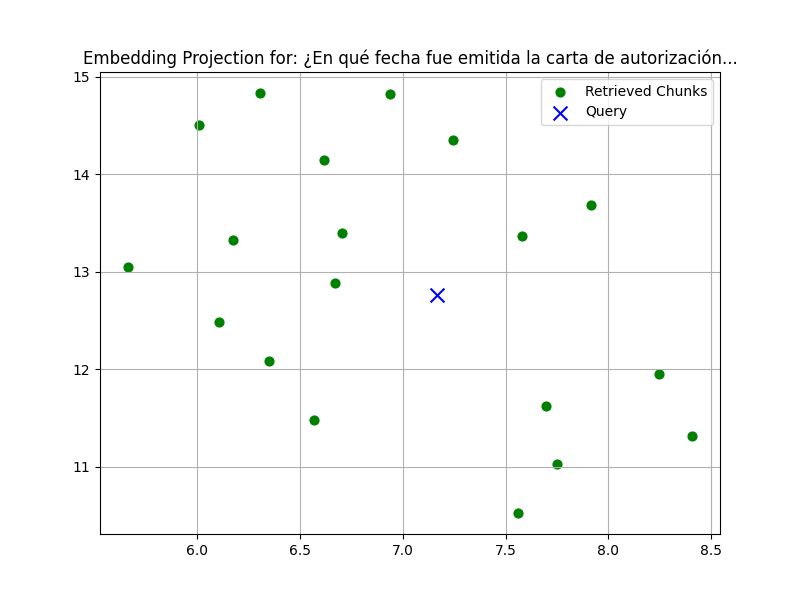 Embedding Projection for: ¿En qué fecha fue emitida la carta de autorización...
Retrieved Chunks
Query
15
14
13
12
11
6.0 6.5 7.0 7.5 8.0 8.5